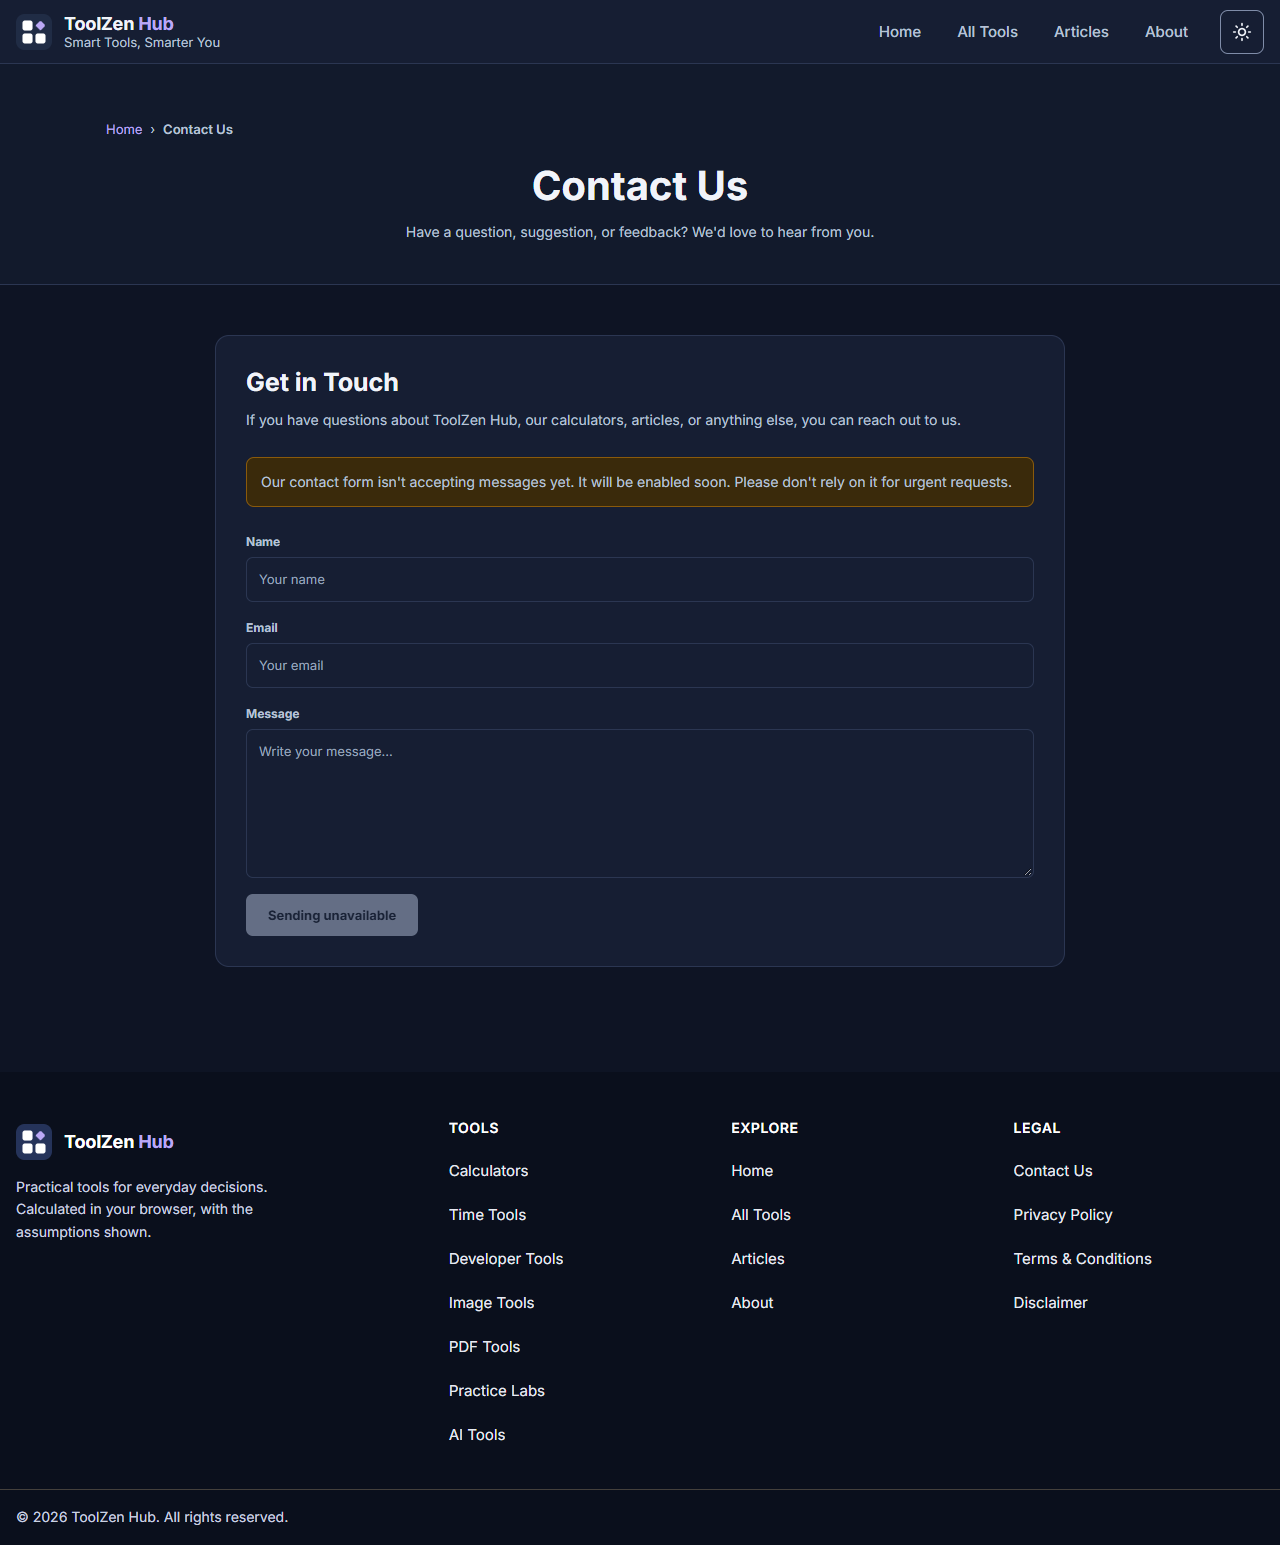 ToolZen Hub
Smart Tools, Smarter You
Home
All Tools
Articles
About
Home › Contact Us
Contact Us
Have a question, suggestion, or feedback? We'd love to hear from you.
Get in Touch
If you have questions about ToolZen Hub, our calculators, articles, or anything else, you can reach out to us.
Our contact form isn't accepting messages yet. It will be enabled soon. Please don't rely on it for urgent requests.
Name
Your name
Email
Your email
Message
Write your message...
Sending unavailable
ToolZen Hub
Practical tools for everyday decisions.
Calculated in your browser, with the
assumptions shown.
TOOLS
Calculators
Time Tools
Developer Tools
Image Tools
PDF Tools
Practice Labs
AI Tools
EXPLORE
Home
All Tools
Articles
About
LEGAL
Contact Us
Privacy Policy
Terms & Conditions
Disclaimer
© 2026 ToolZen Hub. All rights reserved.